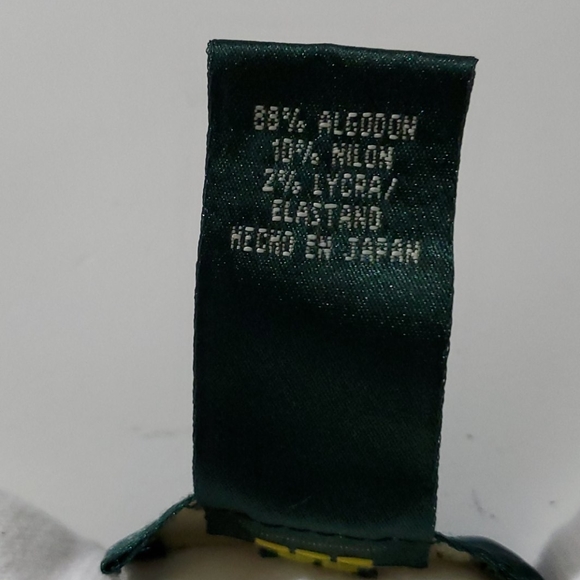 88% ALGODON
10% NILON
2% LYCRA/
ELASTANO
HECHO EN JAPAN